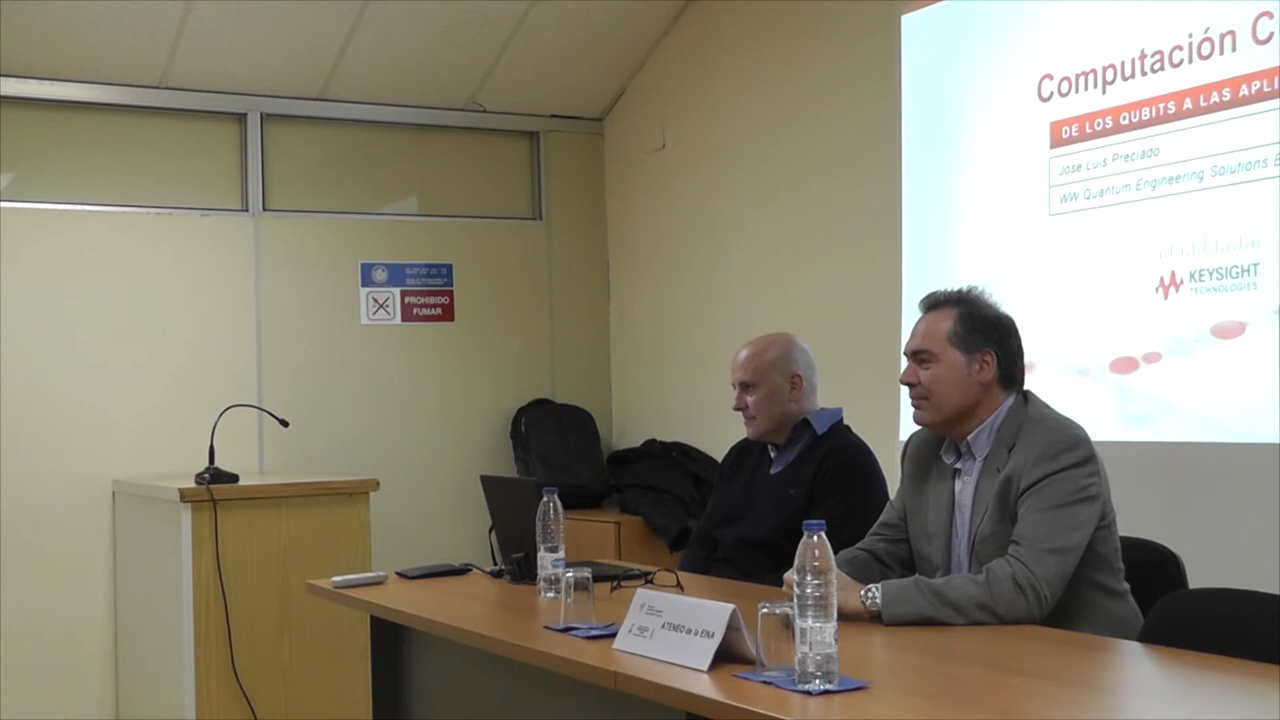 Computación C
DE LOS QUBITS A LAS APLI
Jose Luis Preciado
WW Quantum Engineering Solutions
KEYSIGHT
TECHNOLOGIES
PROHIBIDO
FUMAR
ATENEO de la EINA